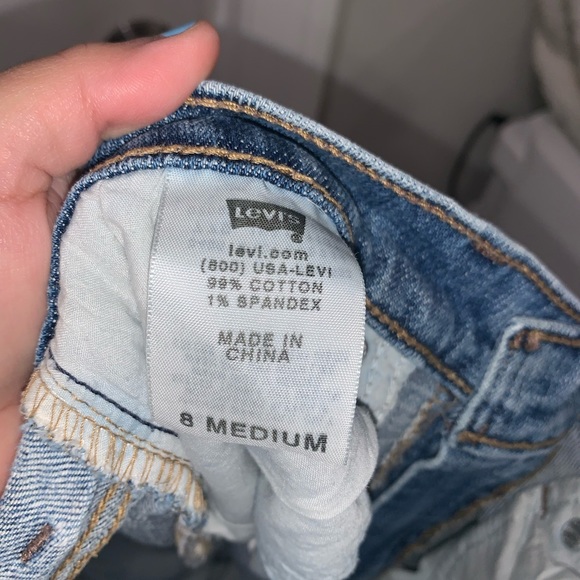 LEVI'S
®
levi.com
(800) USA-LEVI
99% COTTON
1% SPANDEX
MADE IN
CHINA
8 MEDIUM